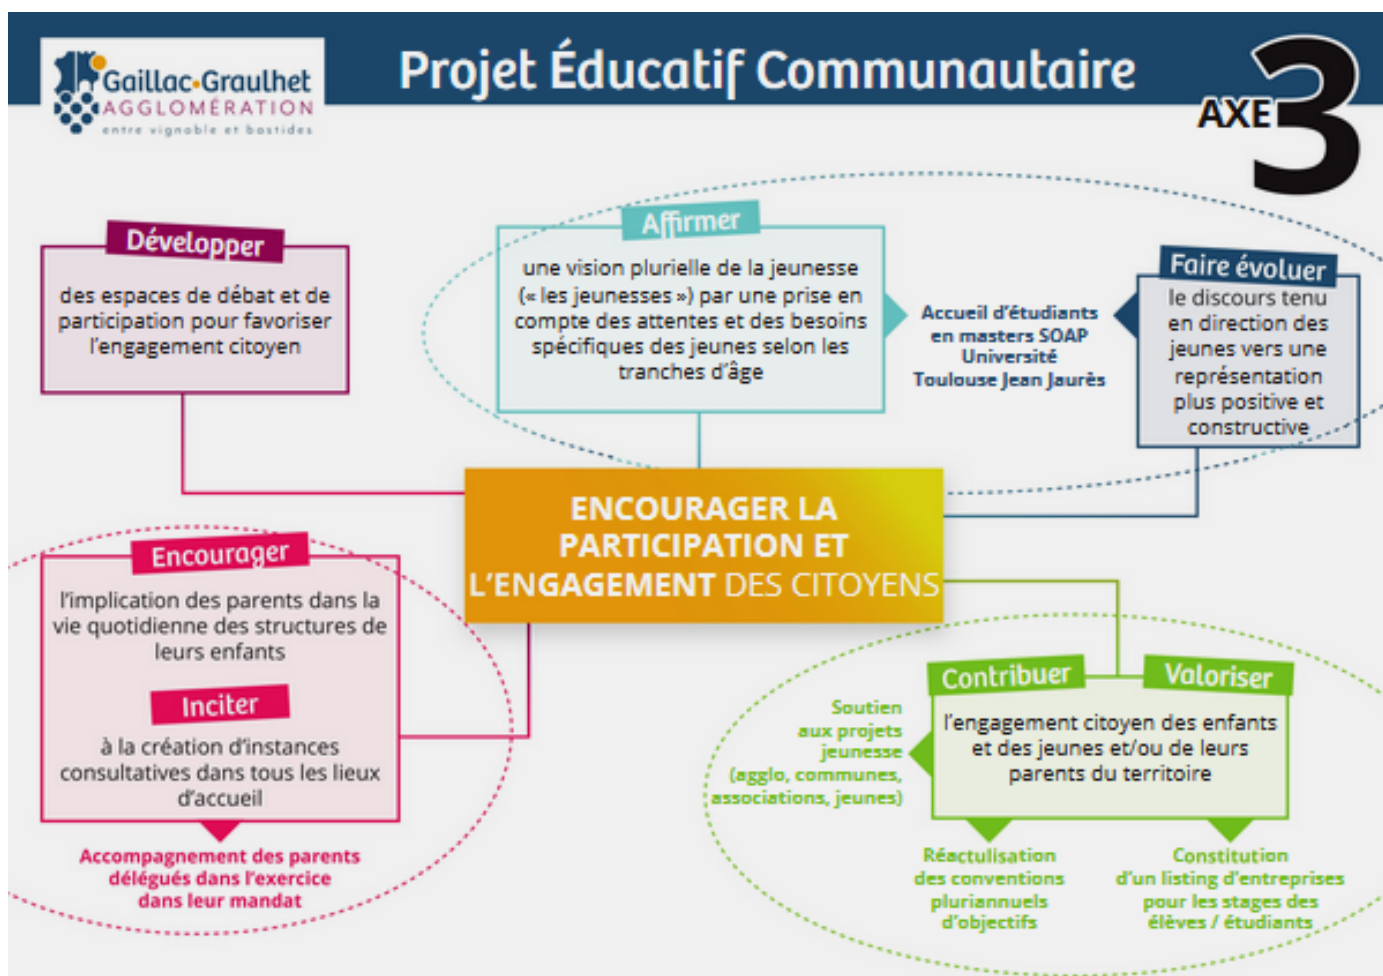 Gaillac•Graulhet
AGGLOMÉRATION
entre vignoble et bastides
Projet Éducatif Communautaire
AXE 3
Développer
des espaces de débat et de
participation pour favoriser
l'engagement citoyen
Affirmer
une vision plurielle de la jeunesse
(« les jeunesses ») par une prise en
compte des attentes et des besoins
spécifiques des jeunes selon les
tranches d'âge
Accueil d'étudiants
en masters SOAP
Université
Toulouse Jean Jaurès
Faire évoluer
le discours tenu
en direction des
jeunes vers une
représentation
plus positive et
constructive
ENCOURAGER LA
PARTICIPATION ET
L'ENGAGEMENT DES CITOYENS
Encourager
l'implication des parents dans la
vie quotidienne des structures de
leurs enfants
Inciter
à la création d'instances
consultatives dans tous les lieux
d'accueil
Accompagnement des parents
délégués dans l'exercice
dans leur mandat
Contribuer
Valoriser
l'engagement citoyen des enfants
et des jeunes et/ou de leurs
parents du territoire
Soutien
aux projets
jeunesse
(agglo, communes,
associations, jeunes)
Réactulisation
des conventions
pluriannuels
d'objectifs
Constitution
d'un listing d'entreprises
pour les stages des
élèves / étudiants